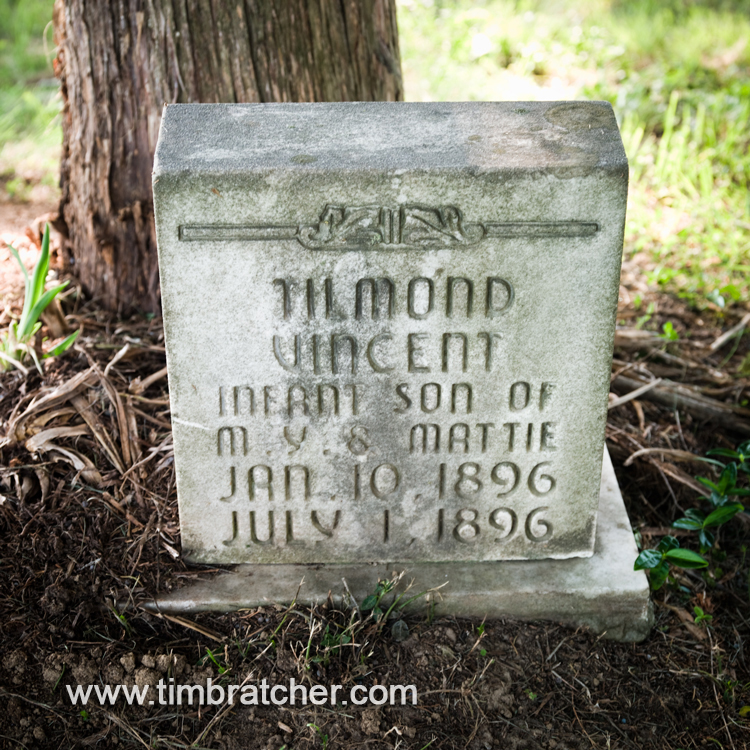 TILMOND
VINCENT
INFANT SON OF
M. Y. & MATTIE
JAN. 10, 1896
JULY 1, 1896
www.timbratcher.com